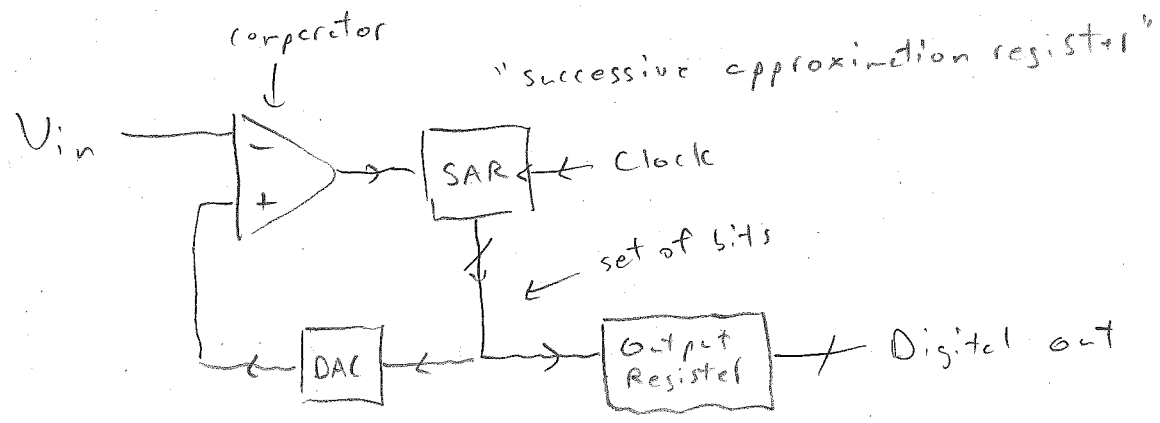 comparator
"successive approximation register"
Vin
−
+
SAR
Clock
set of bits
DAC
Output
Register
Digital out